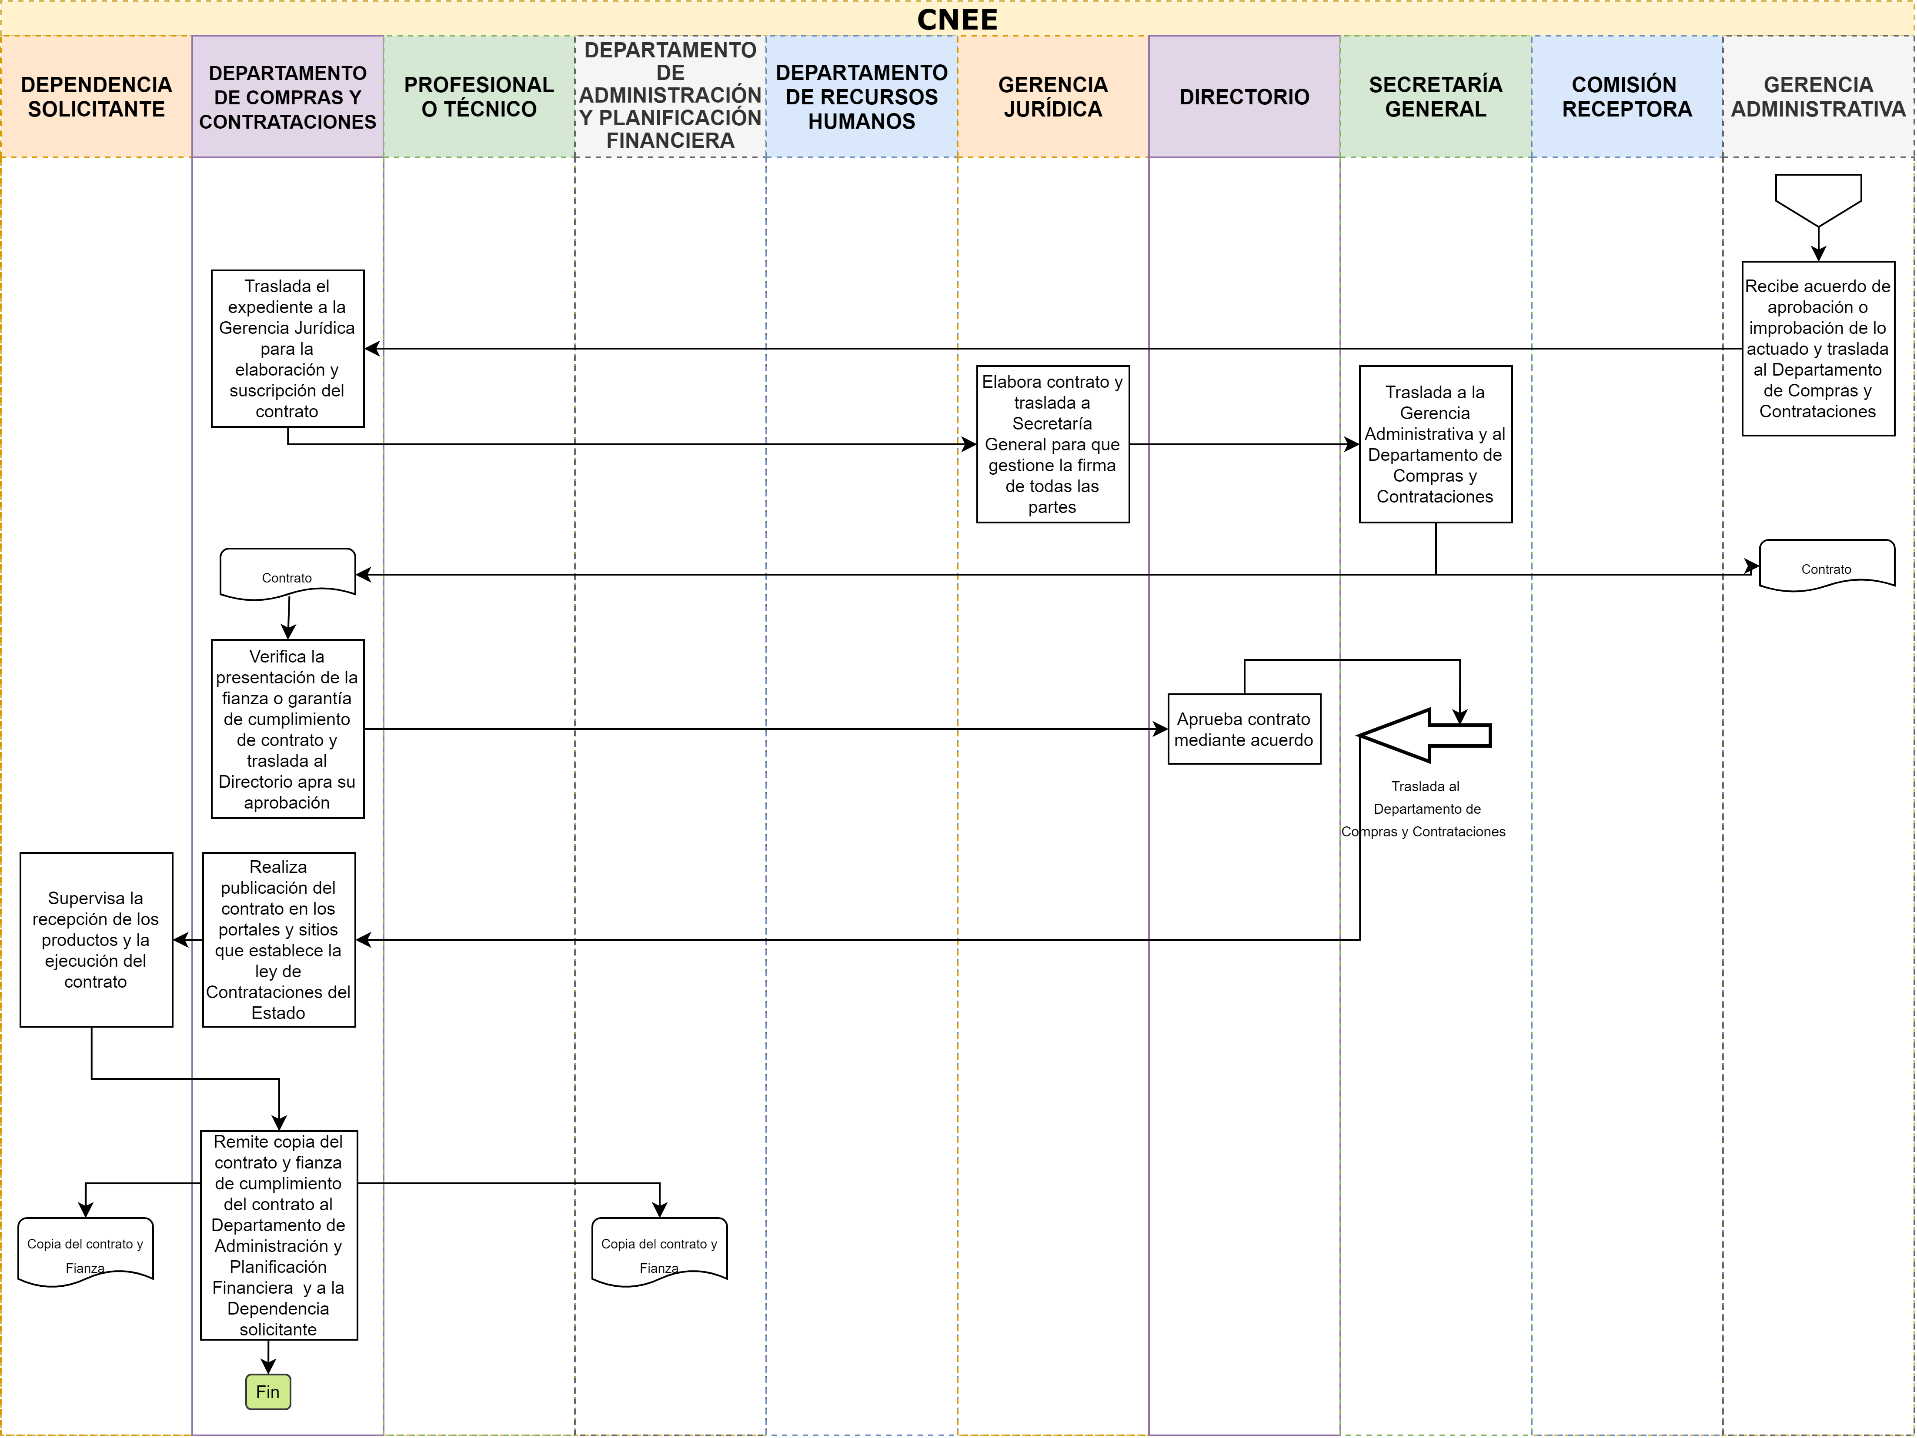 CNEE
DEPENDENCIA
SOLICITANTE
DEPARTAMENTO
DE COMPRAS Y
CONTRATACIONES
PROFESIONAL
O TÉCNICO
DEPARTAMENTO
DE
ADMINISTRACIÓN
Y PLANIFICACIÓN
FINANCIERA
DEPARTAMENTO
DE RECURSOS
HUMANOS
GERENCIA
JURÍDICA
DIRECTORIO
SECRETARÍA
GENERAL
COMISIÓN
RECEPTORA
GERENCIA
ADMINISTRATIVA
Recibe acuerdo de
aprobación o
improbación de lo
actuado y traslada
al Departamento
de Compras y
Contrataciones
Traslada el
expediente a la
Gerencia Jurídica
para la
elaboración y
suscripción del
contrato
Elabora contrato y
traslada a
Secretaría
General para que
gestione la firma
de todas las
partes
Traslada a la
Gerencia
Administrativa y al
Departamento de
Compras y
Contrataciones
Contrato
Contrato
Verifica la
presentación de la
fianza o garantía
de cumplimiento
de contrato y
traslada al
Directorio apra su
aprobación
Aprueba contrato
mediante acuerdo
Traslada al
Departamento de
Compras y Contrataciones
Realiza
publicación del
contrato en los
portales y sitios
que establece la
ley de
Contrataciones del
Estado
Supervisa la
recepción de los
productos y la
ejecución del
contrato
Remite copia del
contrato y fianza
de cumplimiento
del contrato al
Departamento de
Administración y
Planificación
Financiera  y a la
Dependencia
solicitante
Copia del contrato y
Fianza
Copia del contrato y
Fianza
Fin